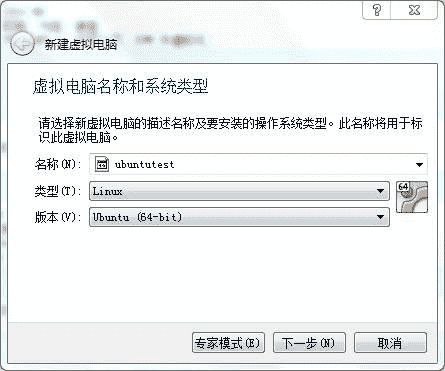 新建虚拟电脑
虚拟电脑名称和系统类型
请选择新虚拟电脑的描述名称及要安装的操作系统类型。此名称将用于标
识此虚拟电脑。
名称(N): ubuntutest
类型(T): Linux
64
版本(V): Ubuntu (64-bit)
专家模式(E) 下一步(N) 取消